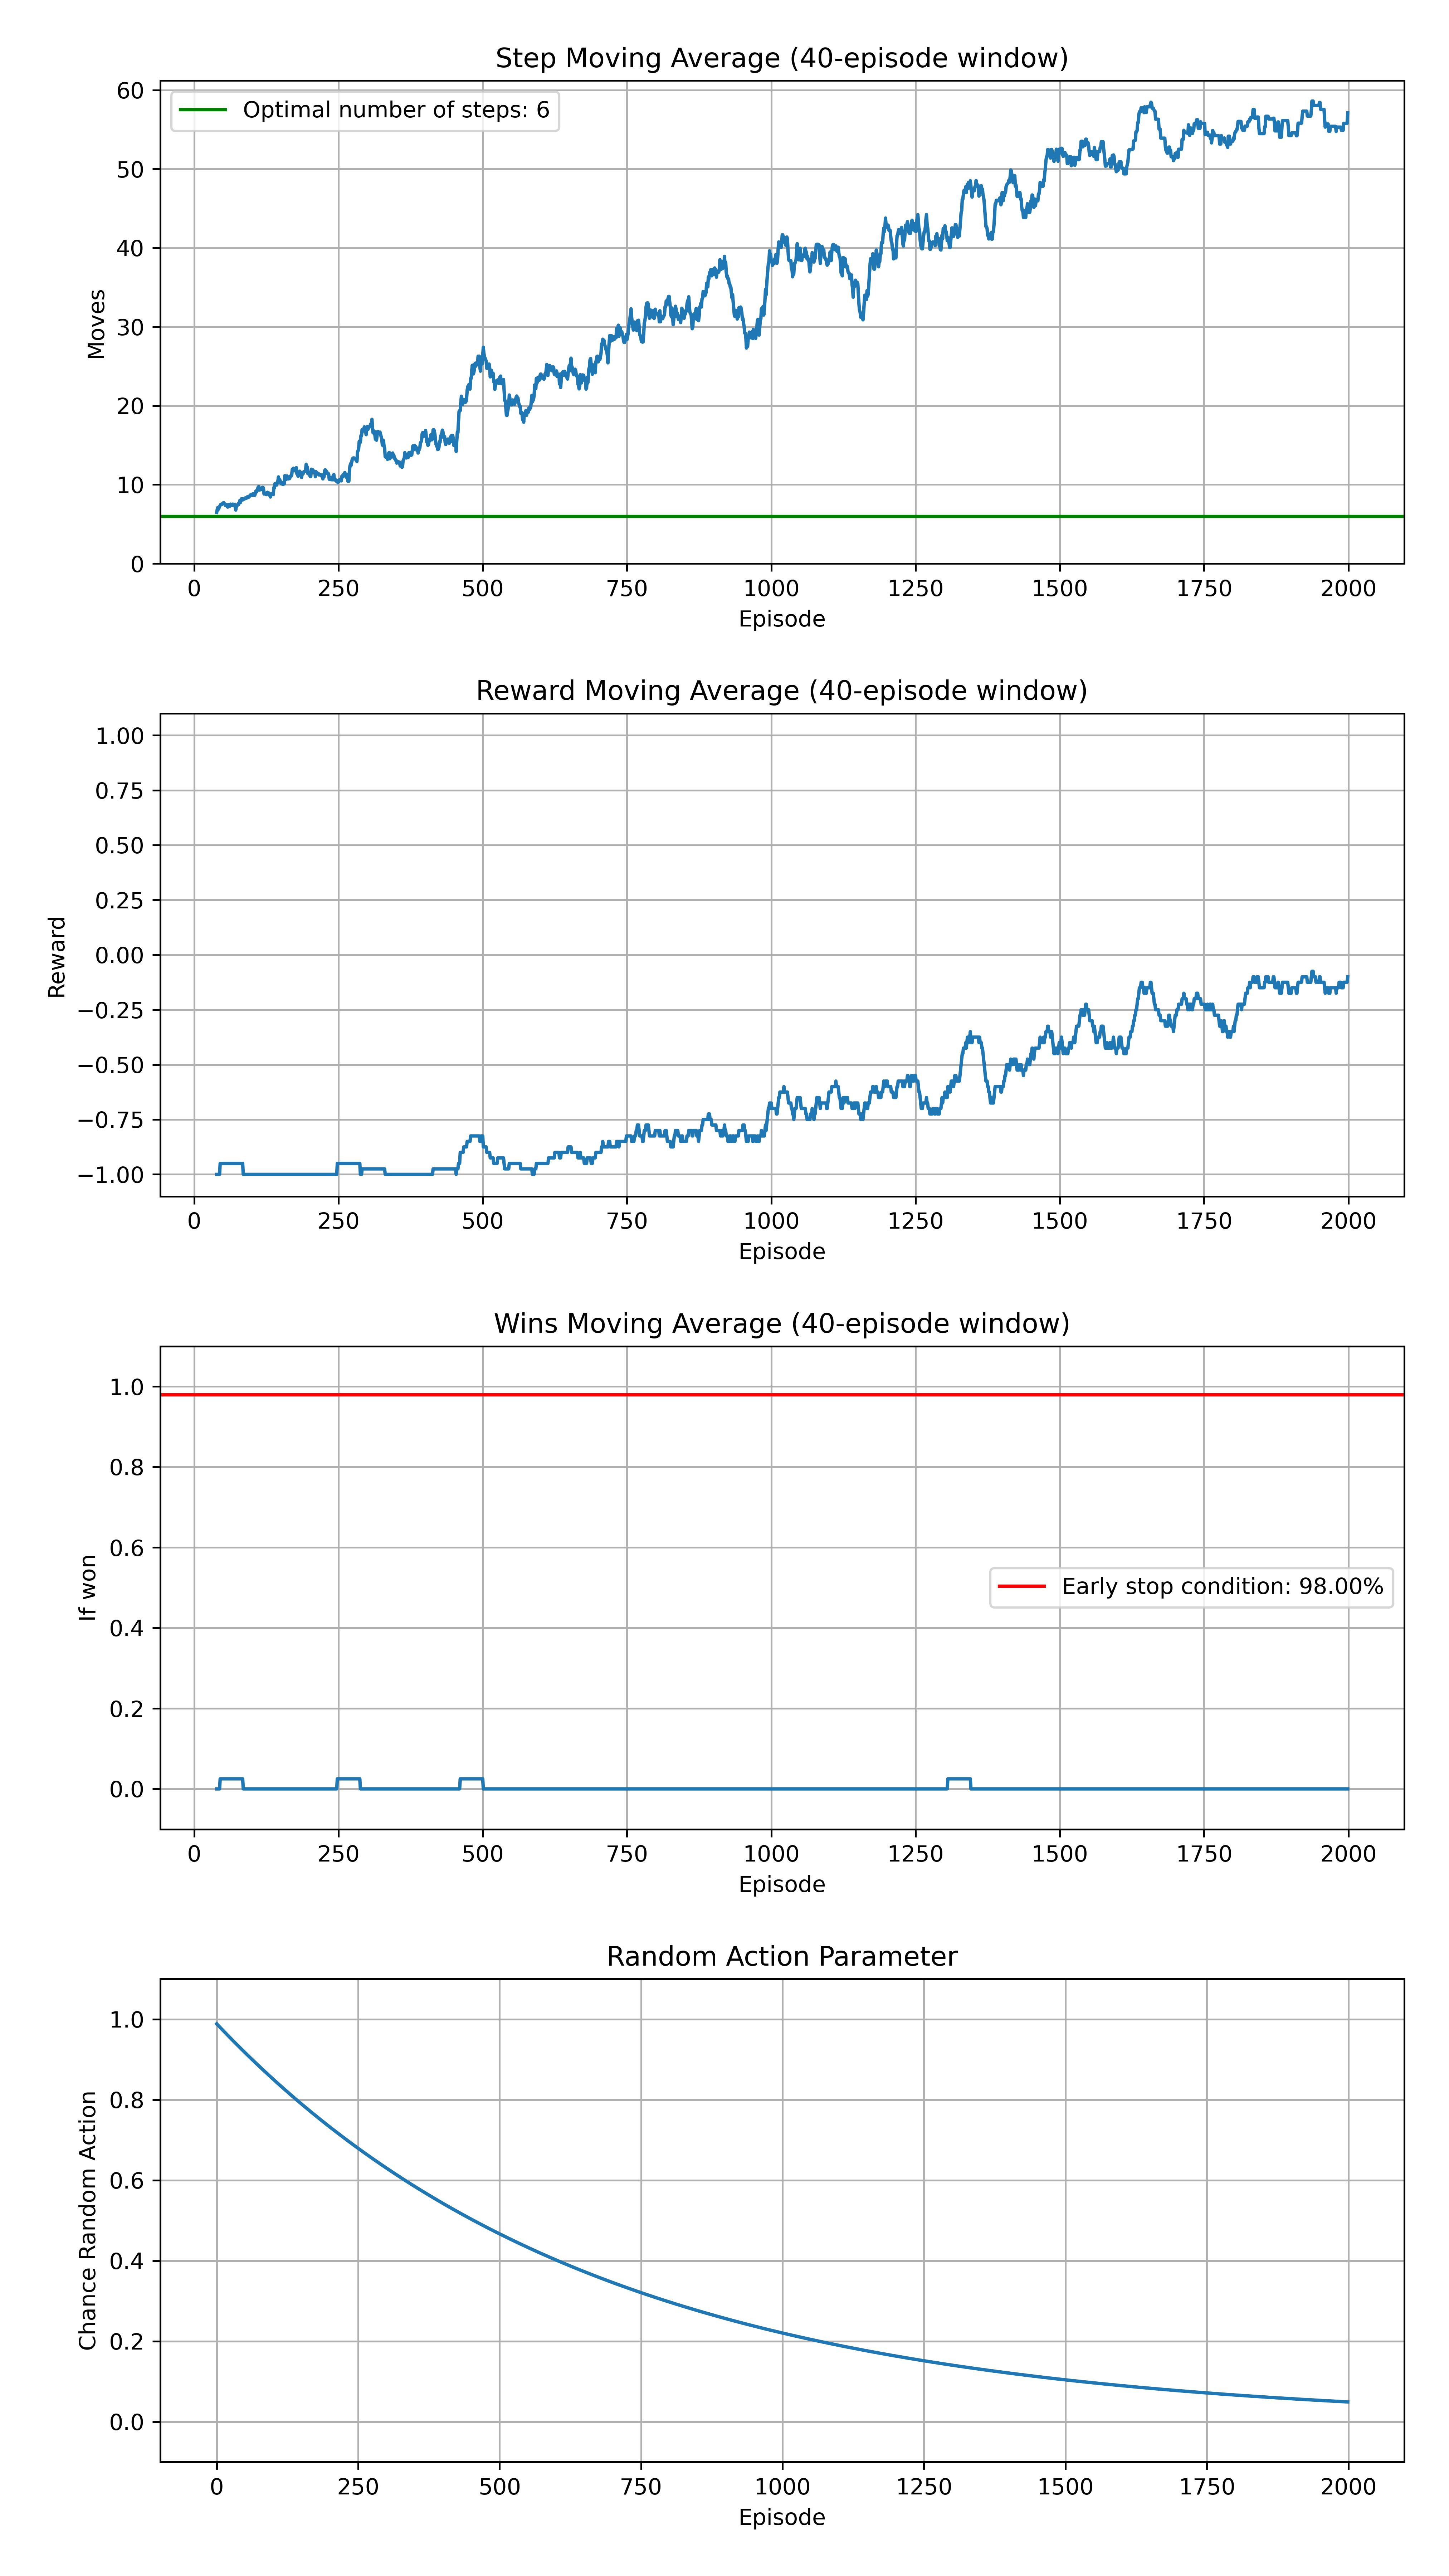 Step Moving Average (40-episode window)
60
50
40
30
20
10
0
Moves
Optimal number of steps: 6
0 250 500 750 1000 1250 1500 1750 2000
Episode
Reward Moving Average (40-episode window)
1.00
0.75
0.50
0.25
0.00
−0.25
−0.50
−0.75
−1.00
Reward
0 250 500 750 1000 1250 1500 1750 2000
Episode
Wins Moving Average (40-episode window)
1.0
0.8
0.6
0.4
0.2
0.0
If won
Early stop condition: 98.00%
0 250 500 750 1000 1250 1500 1750 2000
Episode
Random Action Parameter
1.0
0.8
0.6
0.4
0.2
0.0
Chance Random Action
0 250 500 750 1000 1250 1500 1750 2000
Episode